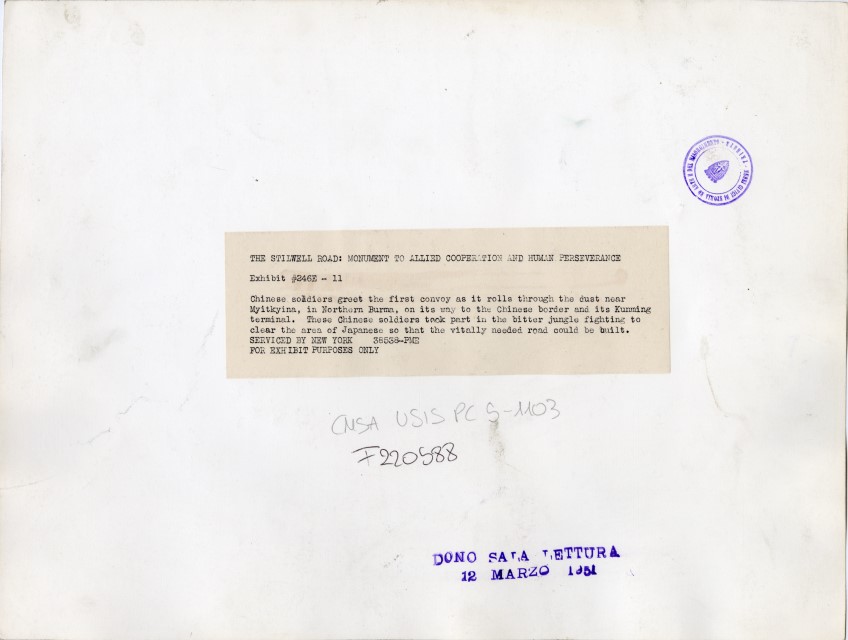 THE STILWELL ROAD: MONUMENT TO ALLIED COOPERATION AND HUMAN PERSEVERANCE
Exhibit #246E - 11
Chinese soldiers greet the first convoy as it rolls through the dust near
Myitkyina, in Northern Burma, on its way to the Chinese border and its Kunming
terminal. These Chinese soldiers took part in the bitter jungle fighting to
clear the area of Japanese so that the vitally needed road could be built.
SERVICED BY NEW YORK 38538-PME
FOR EXHIBIT PURPOSES ONLY
CMSA USIS PC S-1103
F220588
DONO SALA LETTURA
12 MARZO 1951